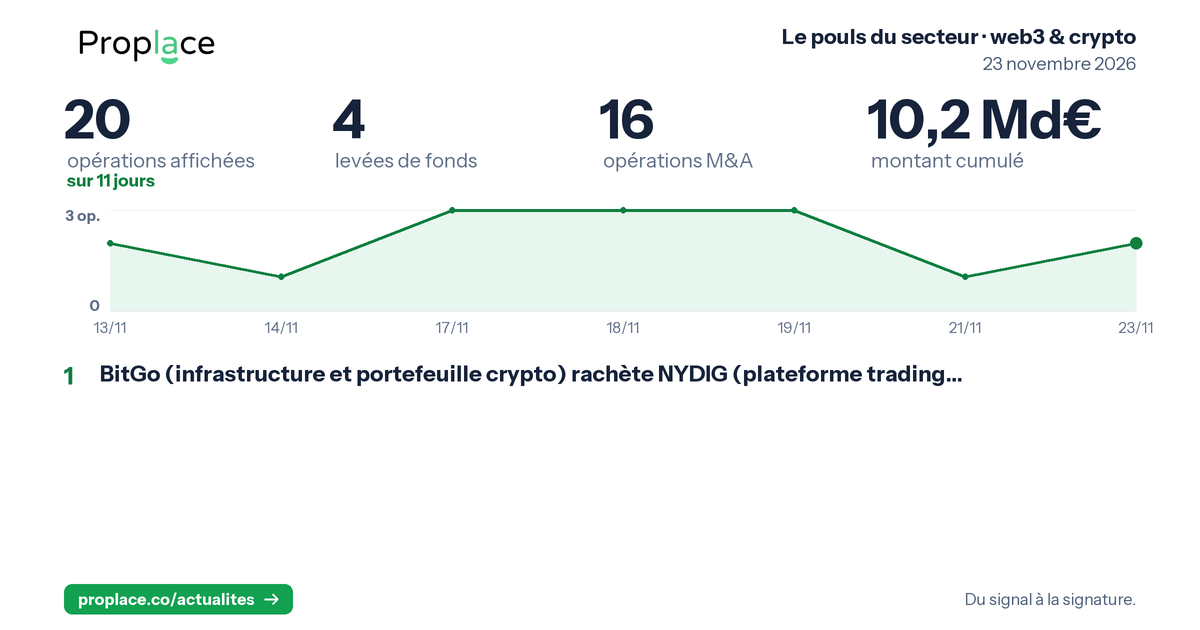 Proplace
Le pouls du secteur · web3 & crypto
23 novembre 2026
20
opérations affichées
sur 11 jours
4
levées de fonds
16
opérations M&A
10,2 Md€
montant cumulé
3 op.
0
13/11
14/11
17/11
18/11
19/11
21/11
23/11
1 BitGo (infrastructure et portefeuille crypto) rachète NYDIG (plateforme trading...
proplace.co/actualites →
Du signal à la signature.